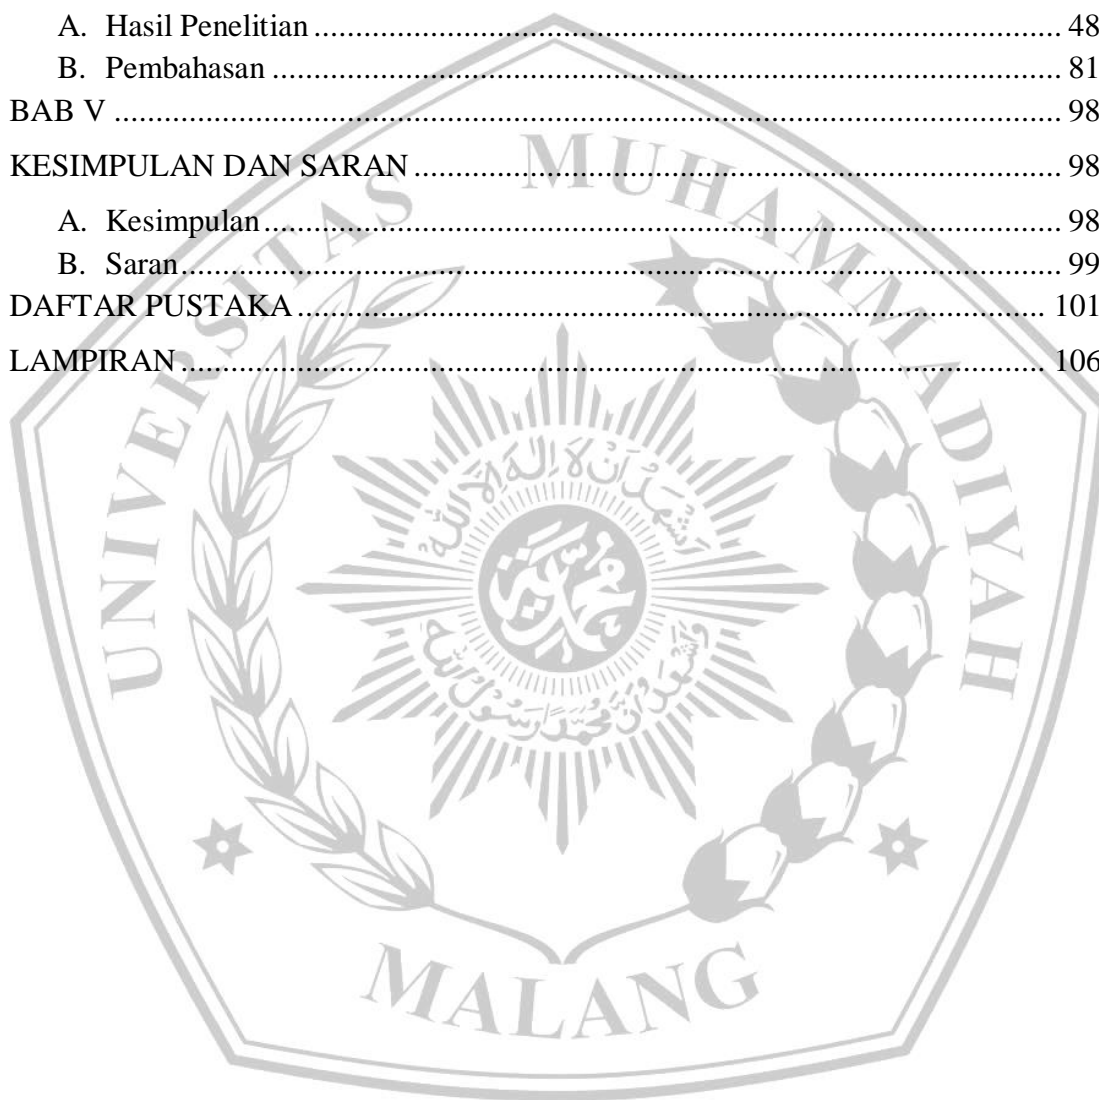 A. Hasil Penelitian ........................................................................................... 48
B. Pembahasan ................................................................................................ 81
BAB V ................................................................................................................... 98
KESIMPULAN DAN SARAN .............................................................................. 98
A. Kesimpulan ................................................................................................. 98
B. Saran ........................................................................................................... 99
DAFTAR PUSTAKA ........................................................................................... 101
LAMPIRAN ......................................................................................................... 106
UNIVERSITAS MUHAMMADIYAH
MALANG